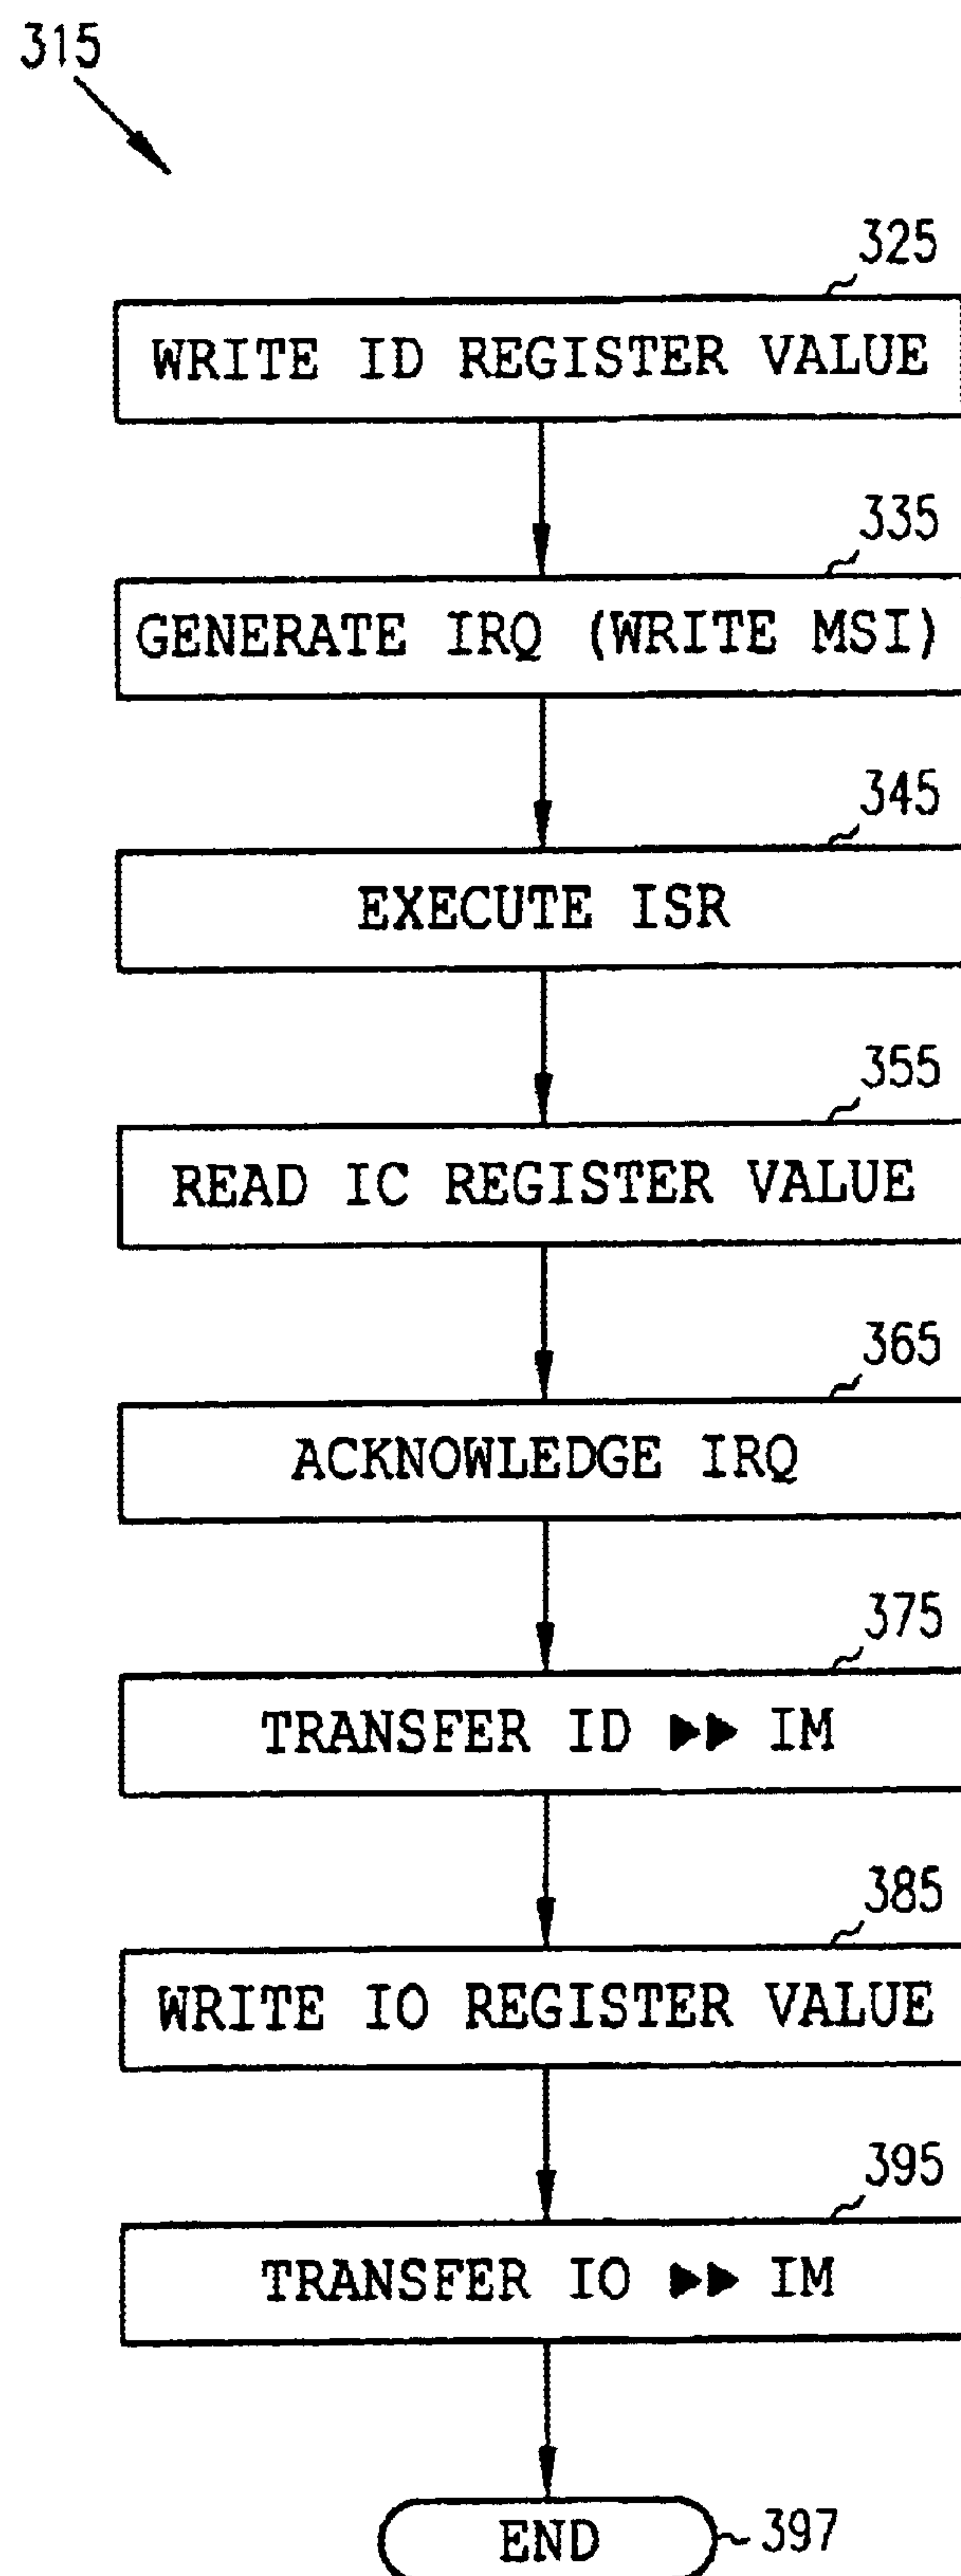 315
325
WRITE ID REGISTER VALUE
335
GENERATE IRQ (WRITE MSI)
345
EXECUTE ISR
355
READ IC REGISTER VALUE
365
ACKNOWLEDGE IRQ
375
TRANSFER ID ▶▶ IM
385
WRITE IO REGISTER VALUE
395
TRANSFER IO ▶▶ IM
END
397